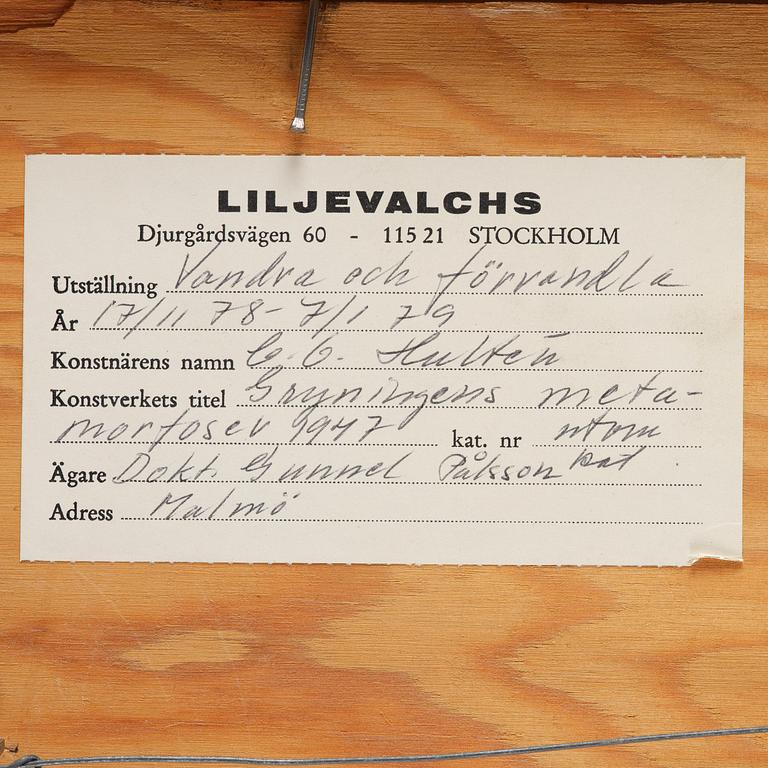 LILJEVALCHS
Djurgårdsvägen 60 - 115 21 STOCKHOLM
Utställning Vandra och förvandla
År 17/11 78 - 7/1 79
Konstnärens namn C. O. Hultén
Konstverkets titel Gryningens meta-
morfoser 1947 kat. nr utom
Ägare Dokt. Gunnel Pålsson kat.
Adress Malmö